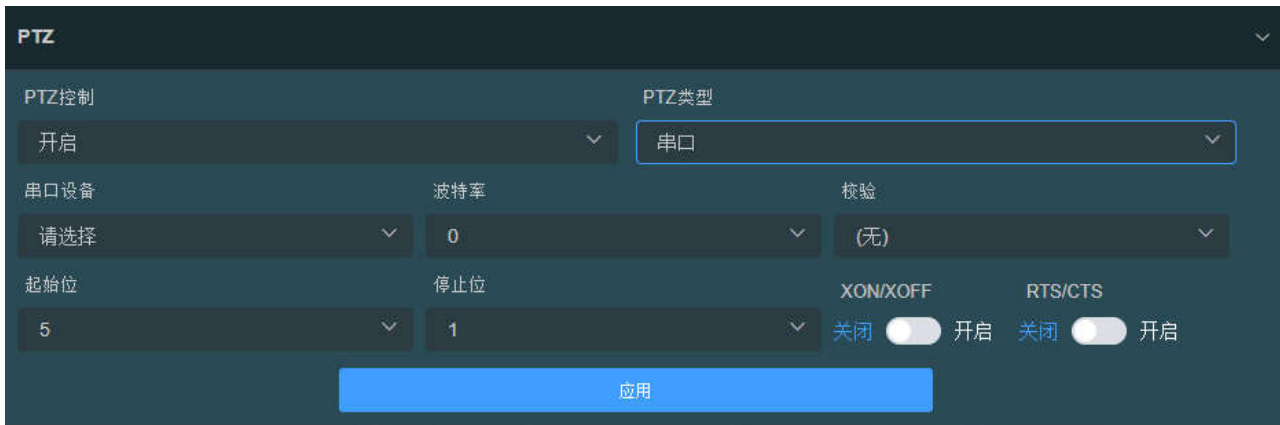 PTZ
PTZ控制 PTZ类型
开启 串口
串口设备 波特率 校验
请选择 0 (无)
起始位 停止位 XON/XOFF RTS/CTS
5 1 关闭 开启 关闭 开启
应用